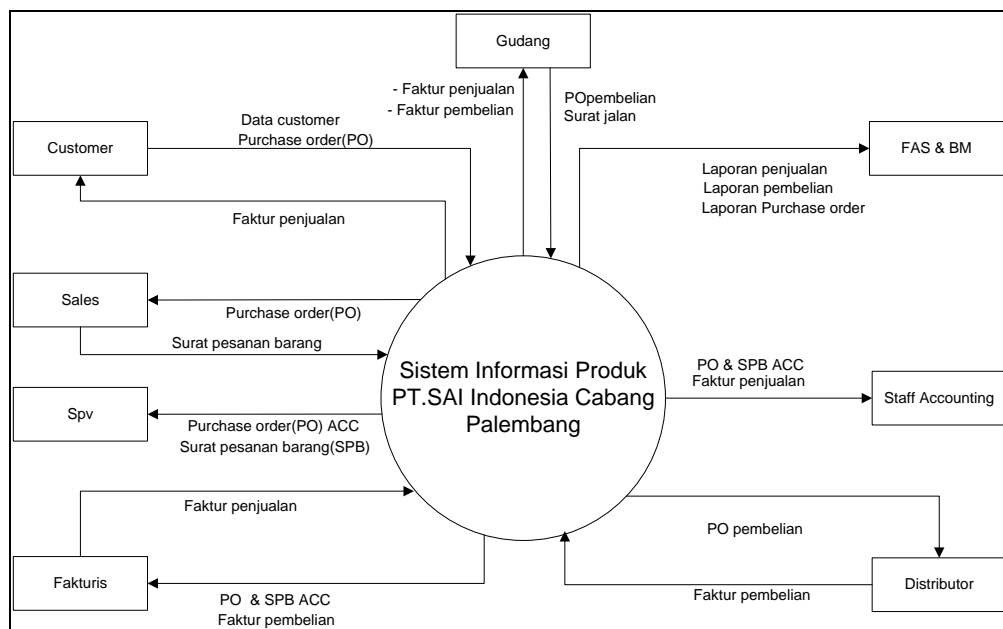 Gudang
- Faktur penjualan
- Faktur pembelian
POpembelian
Surat jalan
Data customer
Purchase order(PO)
Customer
Faktur penjualan
FAS & BM
Laporan penjualan
Laporan pembelian
Laporan Purchase order
Sales
Purchase order(PO)
Surat pesanan barang
Sistem Informasi Produk
PT.SAI Indonesia Cabang
Palembang
PO & SPB ACC
Faktur penjualan
Staff Accounting
Spv
Purchase order(PO) ACC
Surat pesanan barang(SPB)
Faktur penjualan
Fakturis
PO & SPB ACC
Faktur pembelian
PO pembelian
Distributor
Faktur pembelian